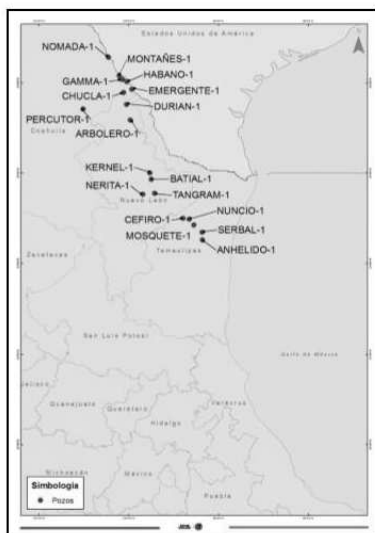 Estados Unidos de América
N
NOMADA-1
MONTAÑES-1
GAMMA-1
HABANO-1
CHUCLA-1
EMERGENTE-1
DURIAN-1
PERCUTOR-1
Coahuila
ARBOLERO-1
KERNEL-1
BATIAL-1
NERITA-1
TANGRAM-1
Nuevo León
CEFIRO-1
NUNCIO-1
MOSQUETE-1
SERBAL-1
Zacatecas
Tamaulipas
ANHELIDO-1
San Luis Potosí
Golfo de México
Jalisco
Guanajuato
Querétaro
Veracruz
Hidalgo
Michoacán
México
Puebla
Simbología
Pozos